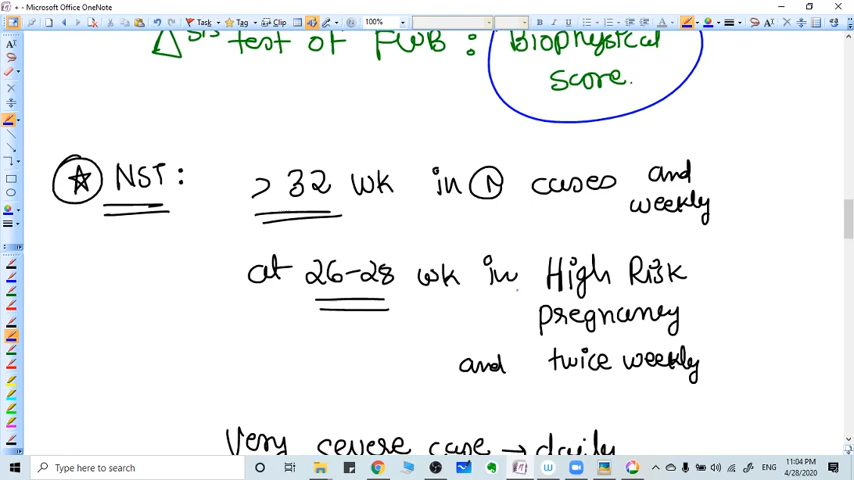 + - Microsoft Office OneNote
Task Tag Clip 100%
Δsis test of FWB : Biophysical
score.
NST : > 32 wk in N cases and
weekly
at 26-28 wk in High Risk
pregnancy
and twice weekly
Very severe case → daily
Type here to search ENG 11:04 PM
4/28/2020